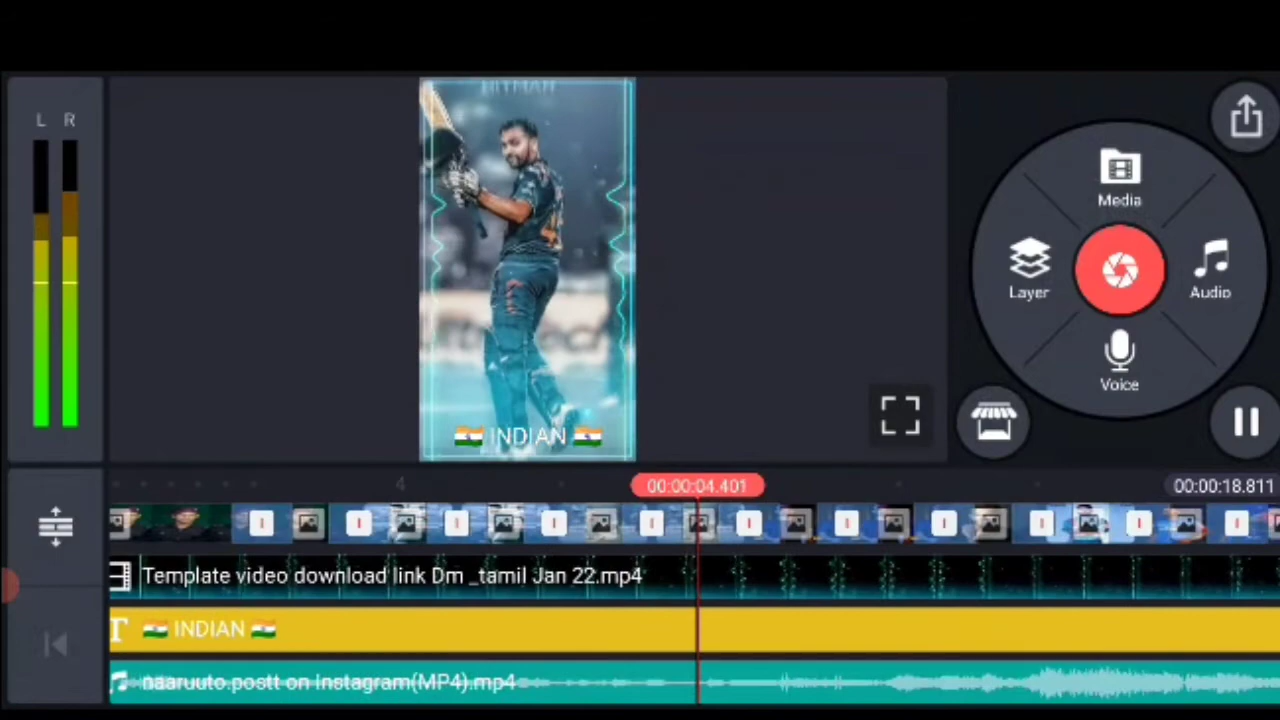 L R
HITMAN
Media
Layer
Audio
Voice
🇮🇳 INDIAN 🇮🇳
4
00:00:04.401
00:00:18.811
Template video download link Dm _tamil Jan 22.mp4
T 🇮🇳 INDIAN 🇮🇳
naaruuto.postt on Instagram(MP4).mp4